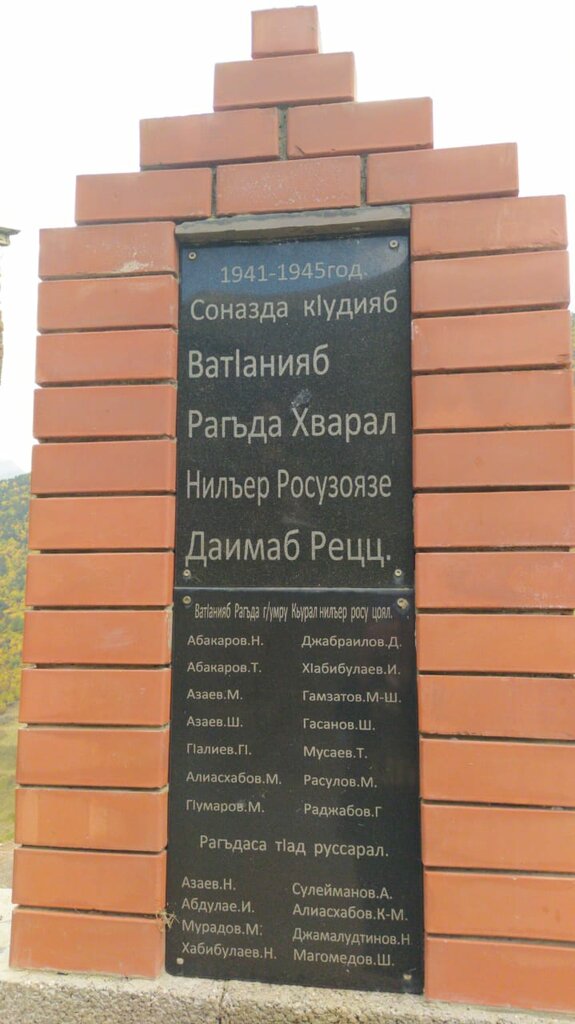 1941-1945год.
Соназда кIудияб
ВатIанияб
Рагъда Хварал
Нилъер Росузоязе
Даимаб Рецц.
ВатIанияб Рагъда г/умру Кьурал нилъер росу цоял.
Абакаров.Н. Джабраилов.Д.
Абакаров.Т. ХIабибулаев.И.
Азаев.М. Гамзатов.М-Ш.
Азаев.Ш. Гасанов.Ш.
ГIалиев.ГI. Мусаев.Т.
Алиасхабов.М. Расулов.М.
ГIумаров.М. Раджабов.Г
Рагъдаса тIад руссарал.
Азаев.Н. Сулейманов.А.
Абдулае.И. Алиасхабов.К-М.
Мурадов.М. Джамалудтинов.Н
Хабибулаев.Н. Магомедов.Ш.